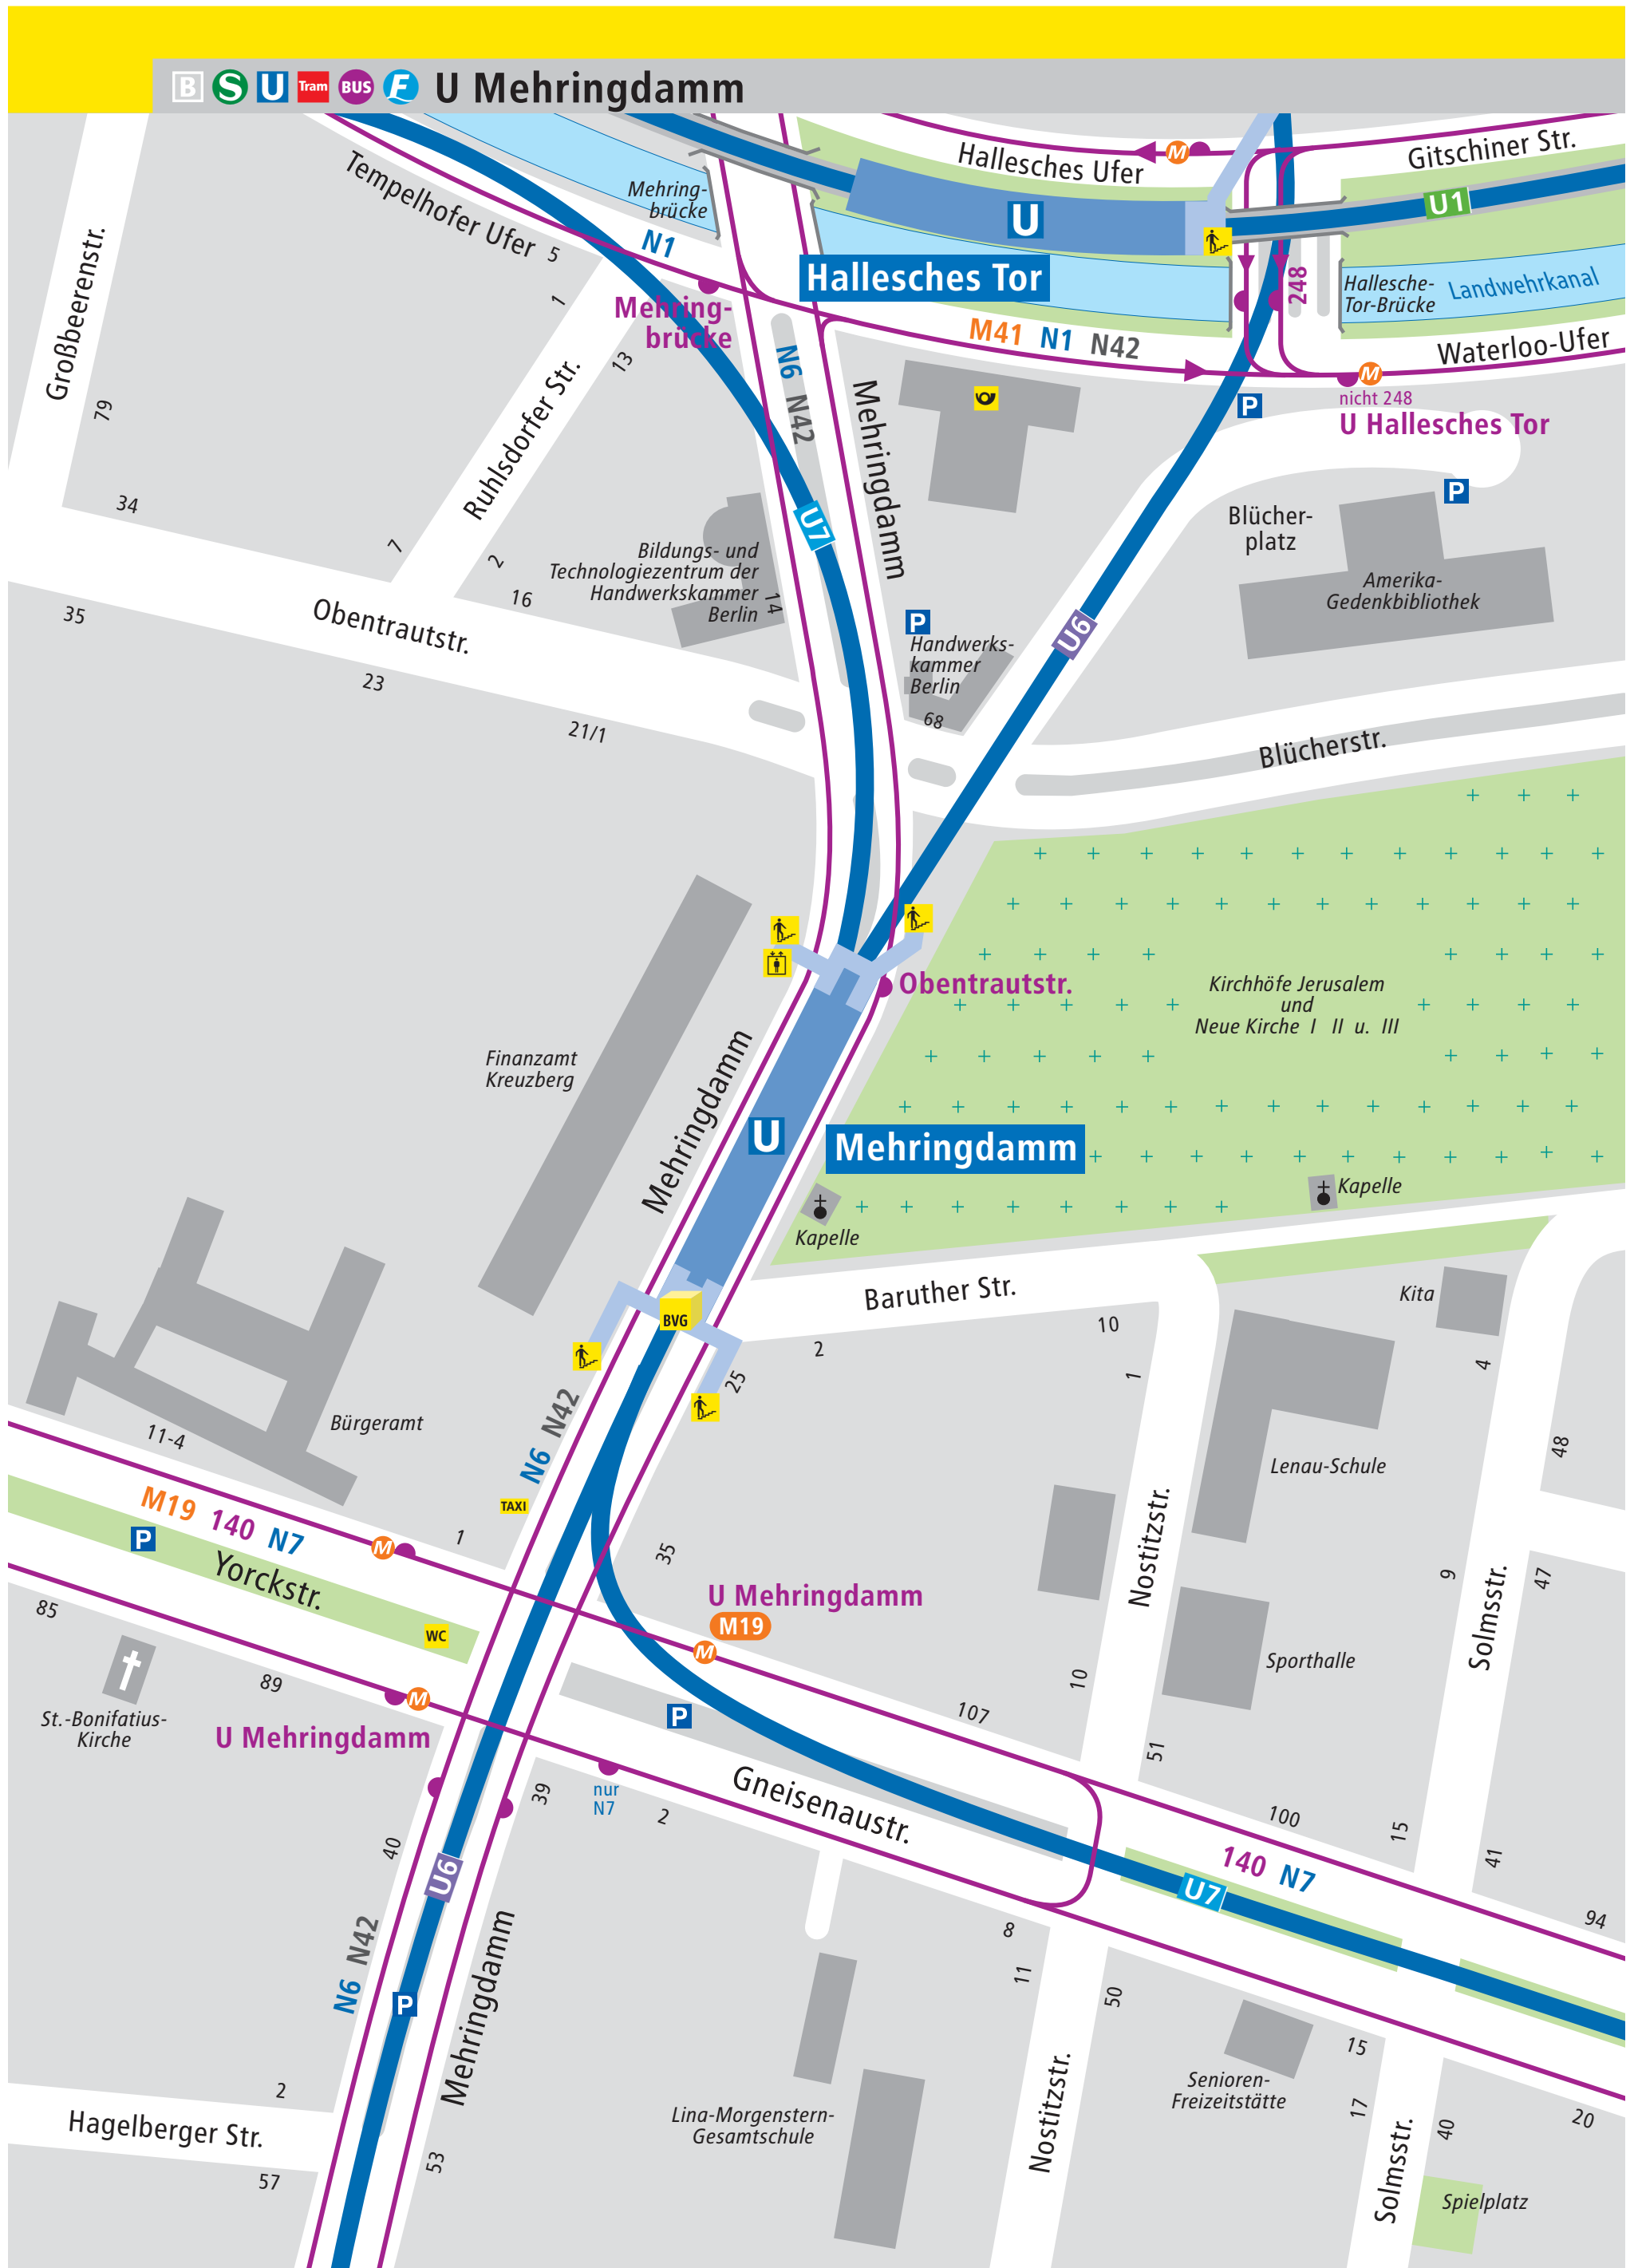 B S U Tram BUS F U Mehringdamm
Hallesches Ufer
M
Gitschiner Str.
U1
Tempelhofer Ufer
Mehring-
brücke
N1
5
1
U
Hallesches Tor
248
Hallesche-
Tor-Brücke
Landwehrkanal
Großbeerenstr.
Mehring-
brücke
M41 N1 N42
Waterloo-Ufer
M
nicht 248
U Hallesches Tor
P
13
N6 N42
Mehringdamm
79
Ruhlsdorfer Str.
34
7
2
16
U7
P
Blücher-
platz
Bildungs- und
Technologiezentrum der
Handwerkskammer
Berlin
14
Amerika-
Gedenkbibliothek
35
Obentrautstr.
P
Handwerks-
kammer
Berlin
68
U6
23
21/1
Blücherstr.
Obentrautstr.
Kirchhöfe Jerusalem
und
Neue Kirche I II u. III
Finanzamt
Kreuzberg
Mehringdamm
U
Mehringdamm
Kapelle
Kapelle
Baruther Str.
Kita
BVG
2
10
1
4
25
N6 N42
Bürgeramt
11-4
48
Lenau-Schule
TAXI
M19 140 N7
P
M
1
Yorckstr.
35
Nostitzstr.
9
47
Solmsstr.
85
WC
U Mehringdamm
M19
M
Sporthalle
10
89
M
St.-Bonifatius-
Kirche
U Mehringdamm
P
107
51
39
nur
N7
2
Gneisenaustr.
100
15
41
40
U6
140 N7
U7
94
N6 N42
P
Mehringdamm
8
11
50
15
2
Hagelberger Str.
57
53
Lina-Morgenstern-
Gesamtschule
Nostitzstr.
Senioren-
Freizeitstätte
17
Solmsstr.
40
20
Spielplatz